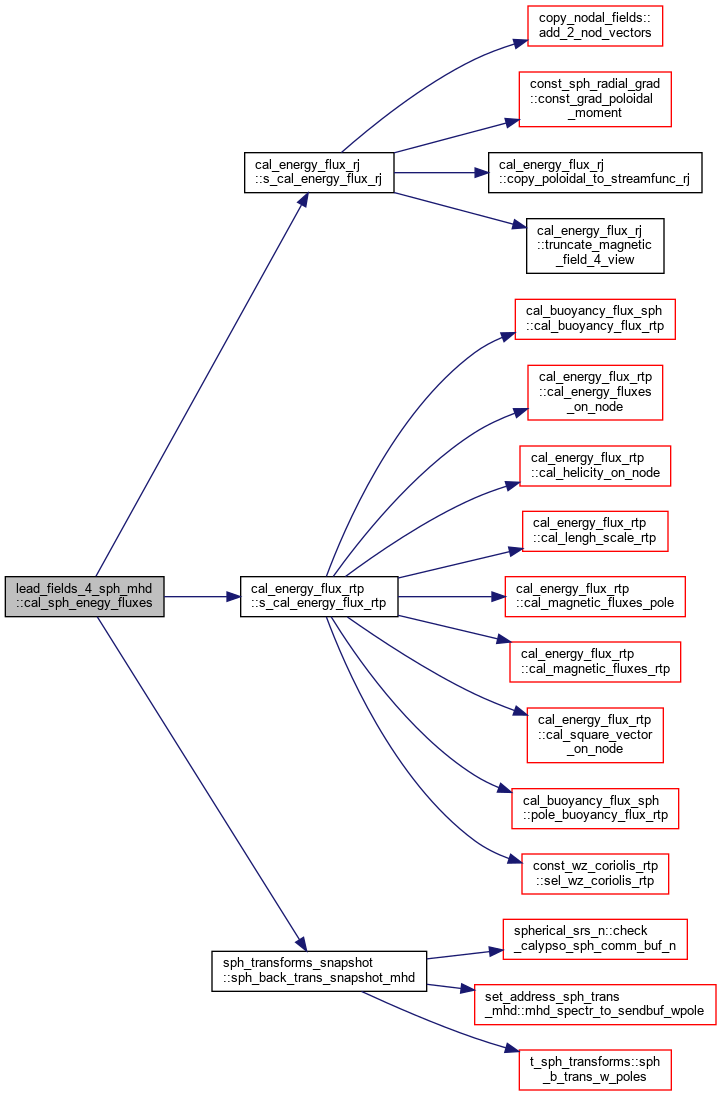 copy_nodal_fields::
add_2_nod_vectors
const_sph_radial_grad
::const_grad_poloidal
_moment
cal_energy_flux_rj
::s_cal_energy_flux_rj
cal_energy_flux_rj
::copy_poloidal_to_streamfunc_rj
cal_energy_flux_rj
::truncate_magnetic
_field_4_view
cal_buoyancy_flux_sph
::cal_buoyancy_flux_rtp
cal_energy_flux_rtp
::cal_energy_fluxes
_on_node
cal_energy_flux_rtp
::cal_helicity_on_node
cal_energy_flux_rtp
::cal_lengh_scale_rtp
lead_fields_4_sph_mhd
::cal_sph_enegy_fluxes
cal_energy_flux_rtp
::s_cal_energy_flux_rtp
cal_energy_flux_rtp
::cal_magnetic_fluxes_pole
cal_energy_flux_rtp
::cal_magnetic_fluxes_rtp
cal_energy_flux_rtp
::cal_square_vector
_on_node
cal_buoyancy_flux_sph
::pole_buoyancy_flux_rtp
const_wz_coriolis_rtp
::sel_wz_coriolis_rtp
sph_transforms_snapshot
::sph_back_trans_snapshot_mhd
spherical_srs_n::check
_calypso_sph_comm_buf_n
set_address_sph_trans
_mhd::mhd_spectr_to_sendbuf_wpole
t_sph_transforms::sph
_b_trans_w_poles